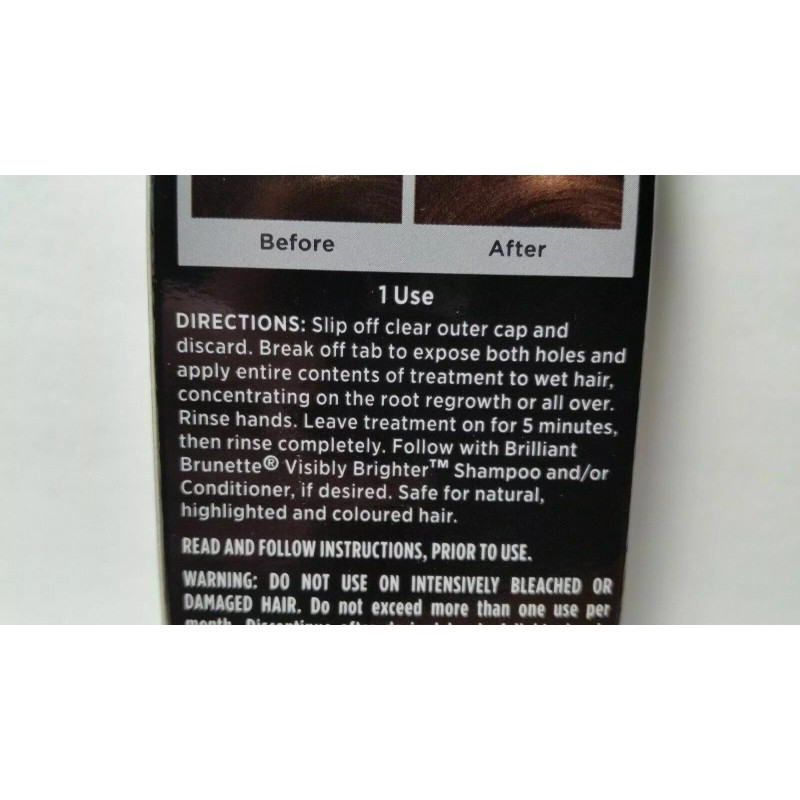 Before After
1 Use
DIRECTIONS: Slip off clear outer cap and
discard. Break off tab to expose both holes and
apply entire contents of treatment to wet hair,
concentrating on the root regrowth or all over.
Rinse hands. Leave treatment on for 5 minutes,
then rinse completely. Follow with Brilliant
Brunette® Visibly Brighter™ Shampoo and/or
Conditioner, if desired. Safe for natural,
highlighted and coloured hair.
READ AND FOLLOW INSTRUCTIONS, PRIOR TO USE.
WARNING: DO NOT USE ON INTENSIVELY BLEACHED OR
DAMAGED HAIR. Do not exceed more than one use per
month.